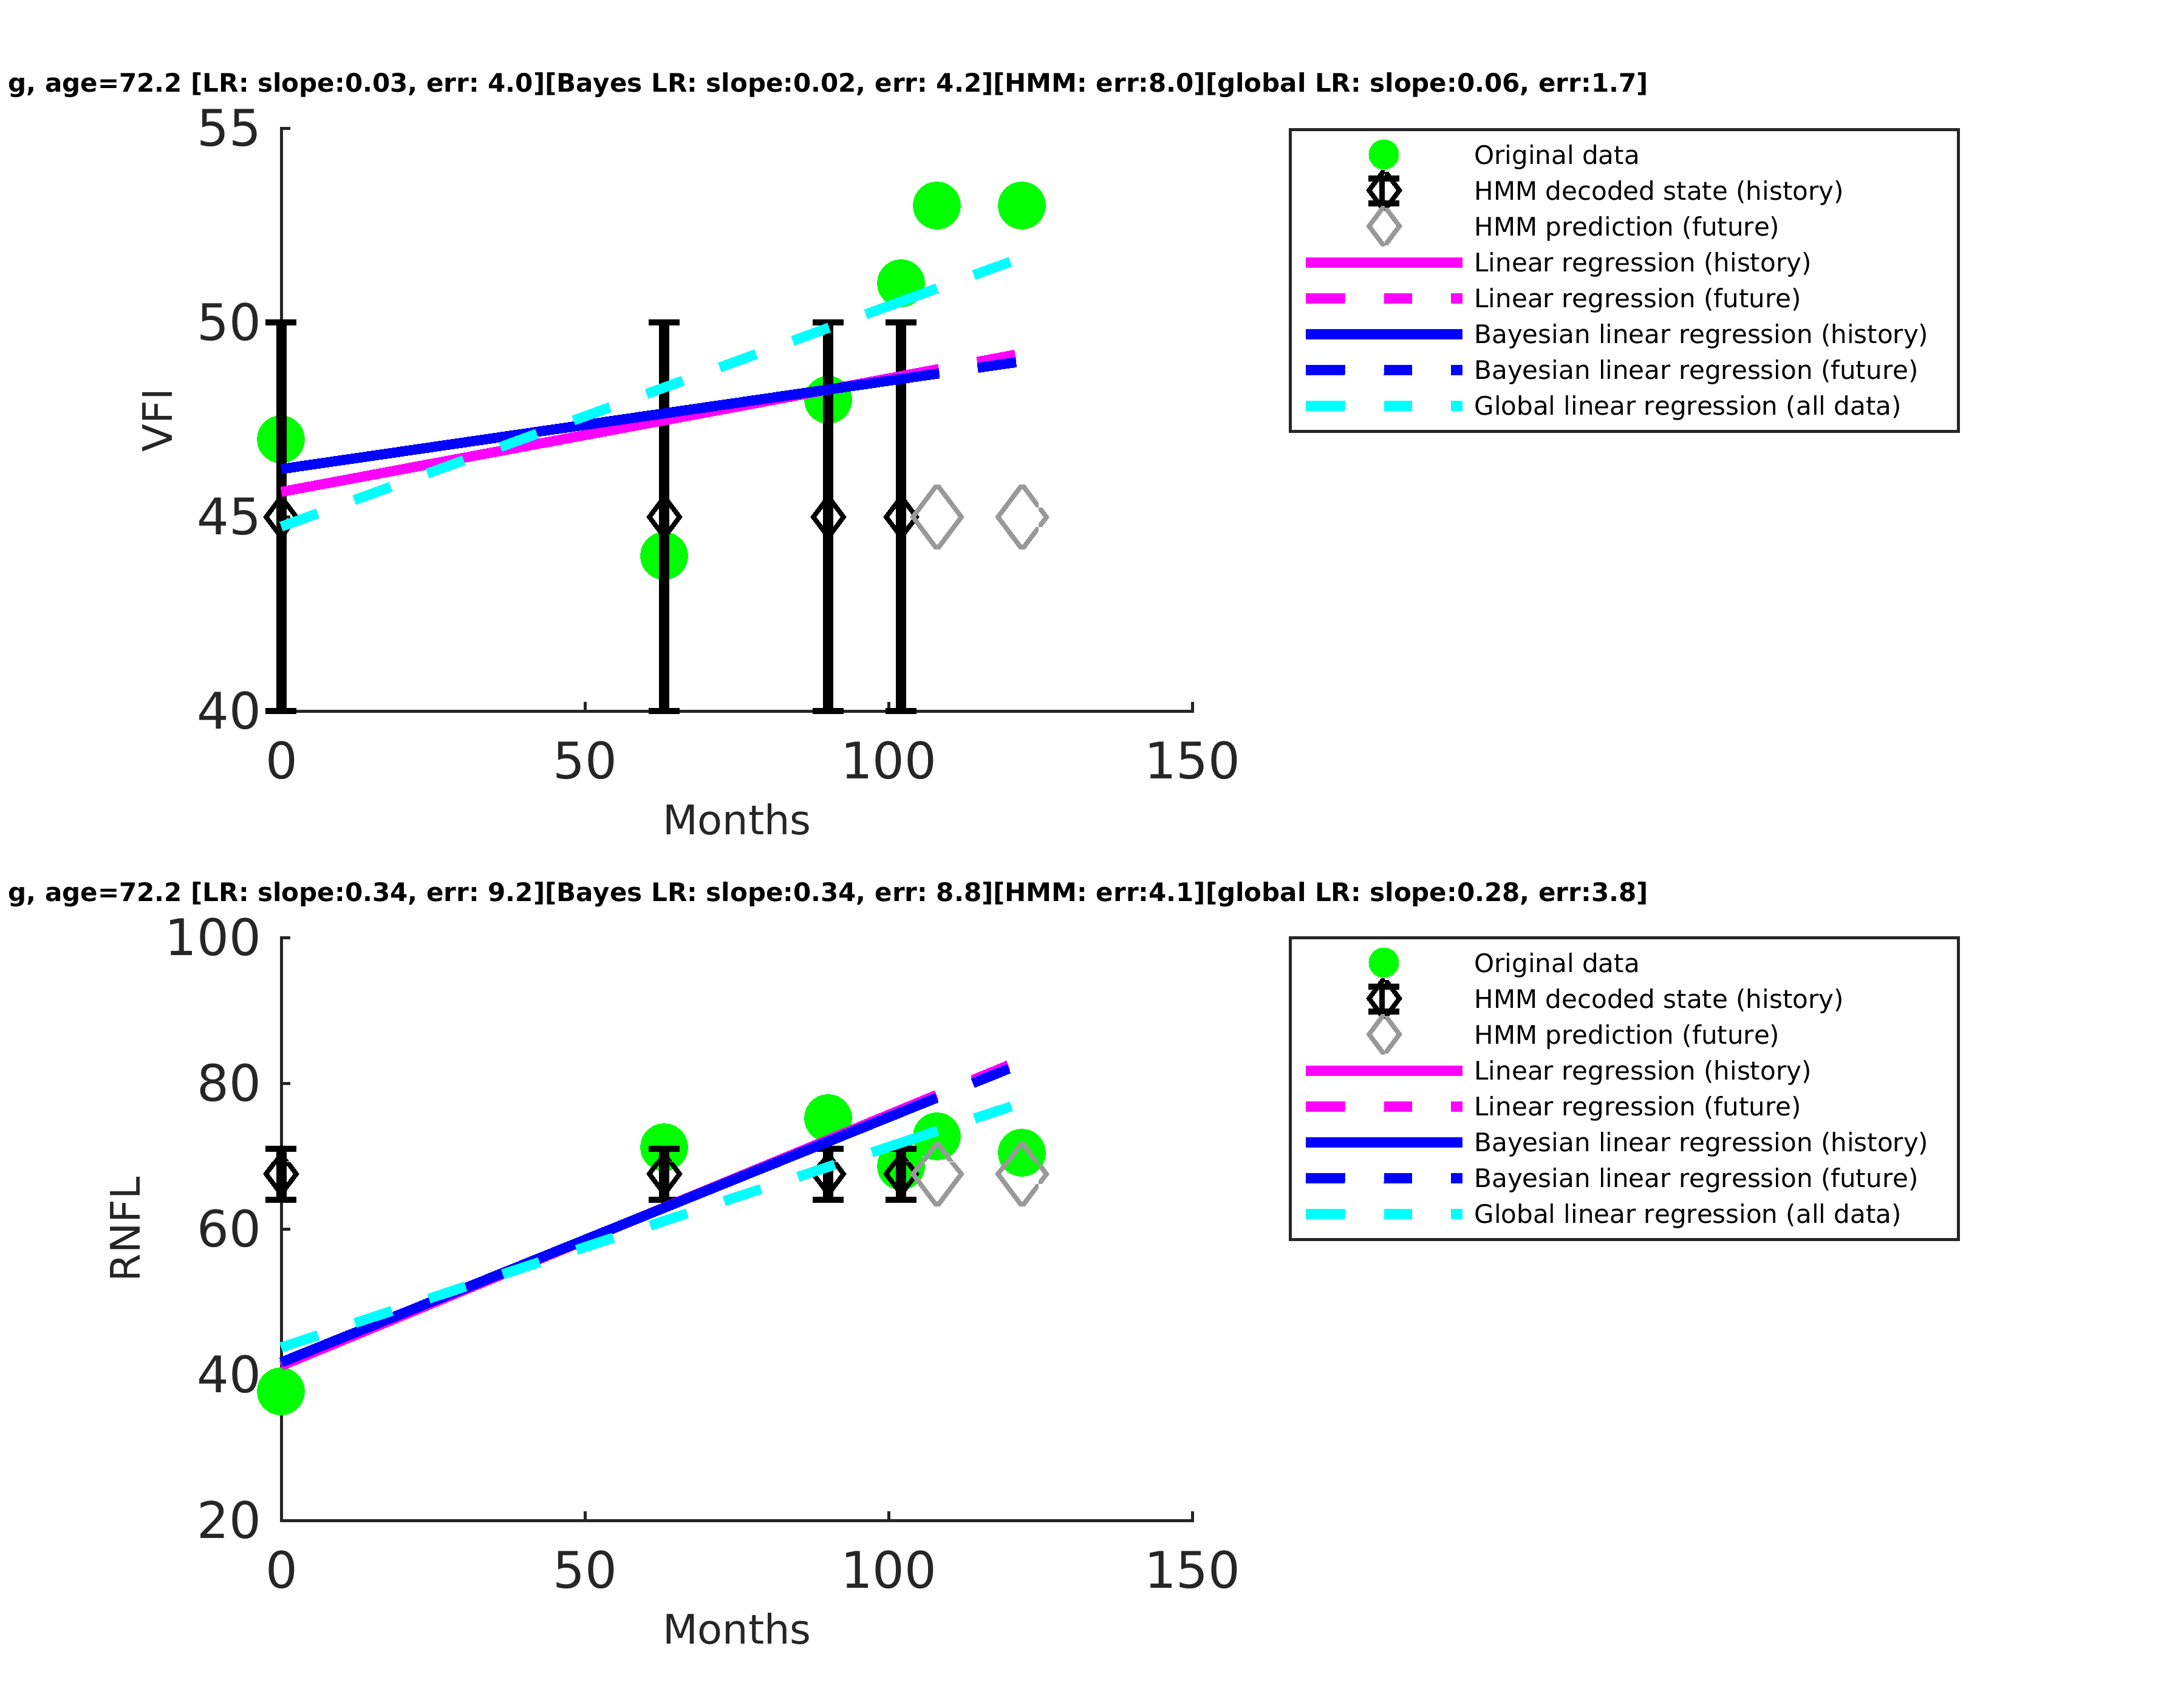 g, age=72.2 [LR: slope:0.03, err: 4.0][Bayes LR: slope:0.02, err: 4.2][HMM: err:8.0][global LR: slope:0.06, err:1.7]
55
50
45
40
VFI
0 50 100 150
Months
Original data
HMM decoded state (history)
HMM prediction (future)
Linear regression (history)
Linear regression (future)
Bayesian linear regression (history)
Bayesian linear regression (future)
Global linear regression (all data)
g, age=72.2 [LR: slope:0.34, err: 9.2][Bayes LR: slope:0.34, err: 8.8][HMM: err:4.1][global LR: slope:0.28, err:3.8]
100
80
60
40
20
RNFL
0 50 100 150
Months
Original data
HMM decoded state (history)
HMM prediction (future)
Linear regression (history)
Linear regression (future)
Bayesian linear regression (history)
Bayesian linear regression (future)
Global linear regression (all data)